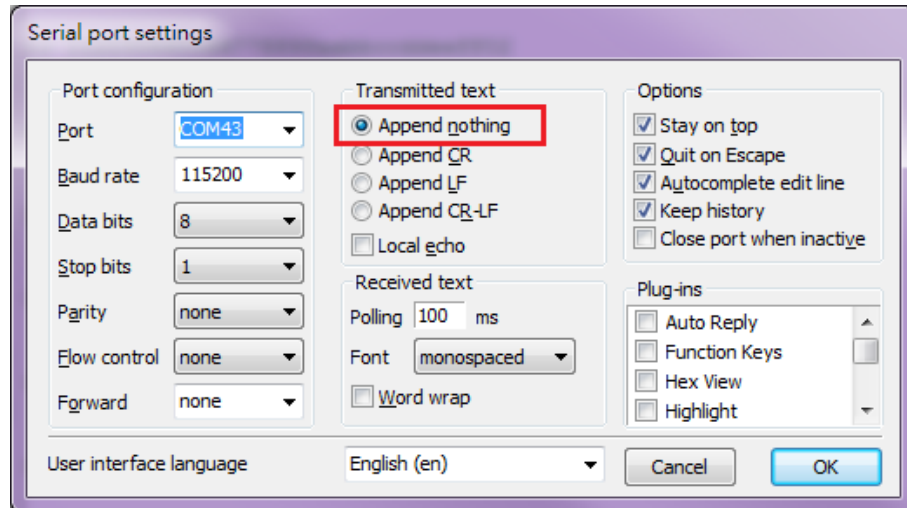 Serial port settings
Port configuration
Port COM43
Baud rate 115200
Data bits 8
Stop bits 1
Parity none
Flow control none
Forward none
Transmitted text
Append nothing
Append CR
Append LF
Append CR-LF
Local echo
Received text
Polling 100 ms
Font monospaced
Word wrap
Options
Stay on top
Quit on Escape
Autocomplete edit line
Keep history
Close port when inactive
Plug-ins
Auto Reply
Function Keys
Hex View
Highlight
User interface language English (en)
Cancel OK